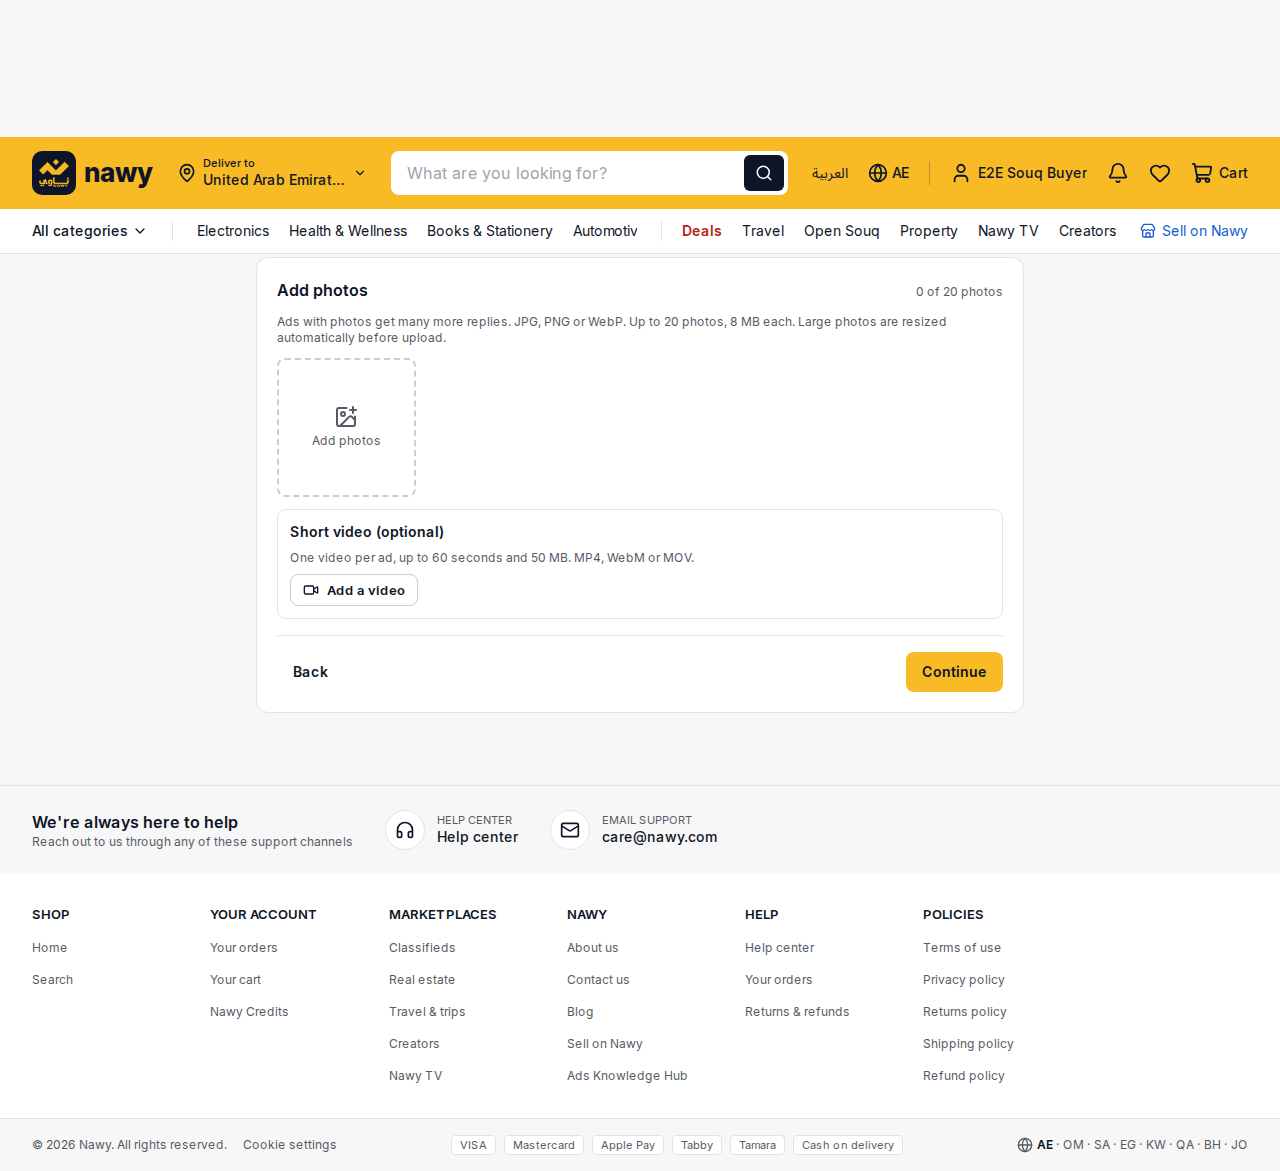 ناوي
NAWY
nawy
Deliver to
United Arab Emirat...
What are you looking for?
العربية
AE
E2E Souq Buyer
Cart
All categories
Electronics
Health & Wellness
Books & Stationery
Automotiv
Deals
Travel
Open Souq
Property
Nawy TV
Creators
Sell on Nawy
Add photos
0 of 20 photos
Ads with photos get many more replies. JPG, PNG or WebP. Up to 20 photos, 8 MB each. Large photos are resized
automatically before upload.
Add photos
Short video (optional)
One video per ad, up to 60 seconds and 50 MB. MP4, WebM or MOV.
Add a video
Back
Continue
We're always here to help
Reach out to us through any of these support channels
HELP CENTER
Help center
EMAIL SUPPORT
care@nawy.com
SHOP
Home
Search
YOUR ACCOUNT
Your orders
Your cart
Nawy Credits
MARKETPLACES
Classifieds
Real estate
Travel & trips
Creators
Nawy TV
NAWY
About us
Contact us
Blog
Sell on Nawy
Ads Knowledge Hub
HELP
Help center
Your orders
Returns & refunds
POLICIES
Terms of use
Privacy policy
Returns policy
Shipping policy
Refund policy
© 2026 Nawy. All rights reserved.
Cookie settings
VISA
Mastercard
Apple Pay
Tabby
Tamara
Cash on delivery
AE · OM · SA · EG · KW · QA · BH · JO